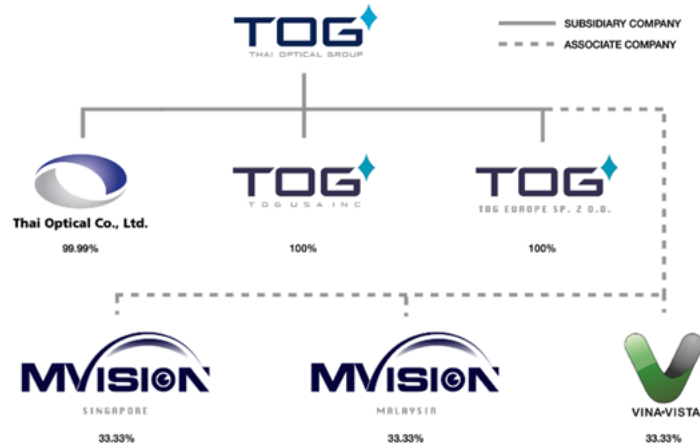 TOG
THAI OPTICAL GROUP
SUBSIDIARY COMPANY
ASSOCIATE COMPANY
Thai Optical Co., Ltd.
99.99%
TOG
TOG USA INC
100%
TOG
TOG EUROPE SP. Z O.O.
100%
MVISION
SINGAPORE
33.33%
MVISION
MALAYSIA
33.33%
VINA•VISTA
33.33%